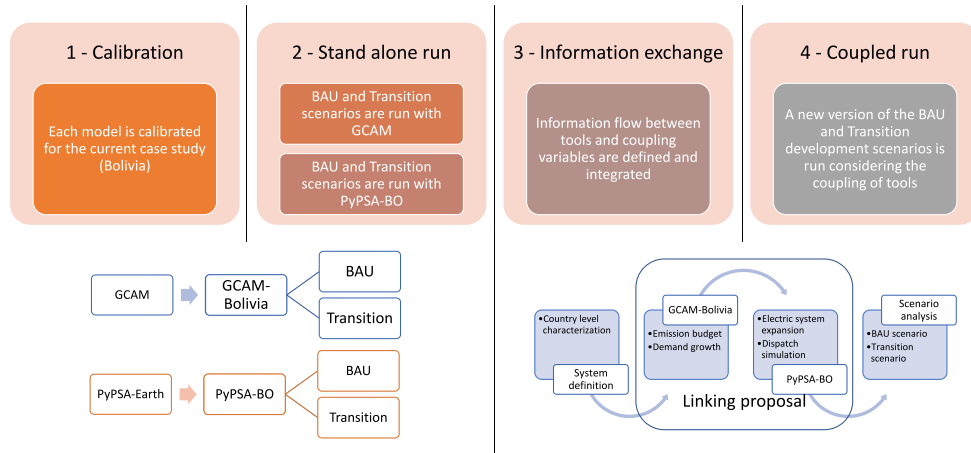 1 - Calibration
Each model is calibrated
for the current case study
(Bolivia)
2 - Stand alone run
BAU and Transition
scenarios are run with
GCAM
BAU and Transition
scenarios are run with
PyPSA-BO
3 - Information exchange
Information flow between
tools and coupling
variables are defined and
integrated
4 - Coupled run
A new version of the BAU
and Transition
development scenarios is
run considering the
coupling of tools
GCAM
GCAM-
Bolivia
BAU
Transition
PyPSA-Earth
PyPSA-BO
BAU
Transition
•Country level
characterization
System
definition
GCAM-Bolivia
•Emission budget
•Demand growth
•Electric system
expansion
•Dispatch
simulation
PyPSA-BO
Linking proposal
Scenario
analysis
•BAU scenario
•Transition
scenario